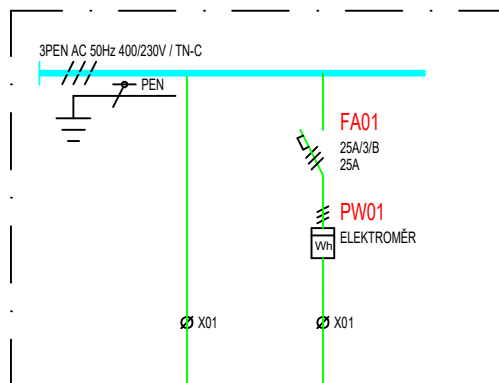 3PEN AC 50Hz 400/230V / TN-C
PEN
FA01
25A/3/B
25A
PW01
ELEKTROMĚR
Wh
X01
X01